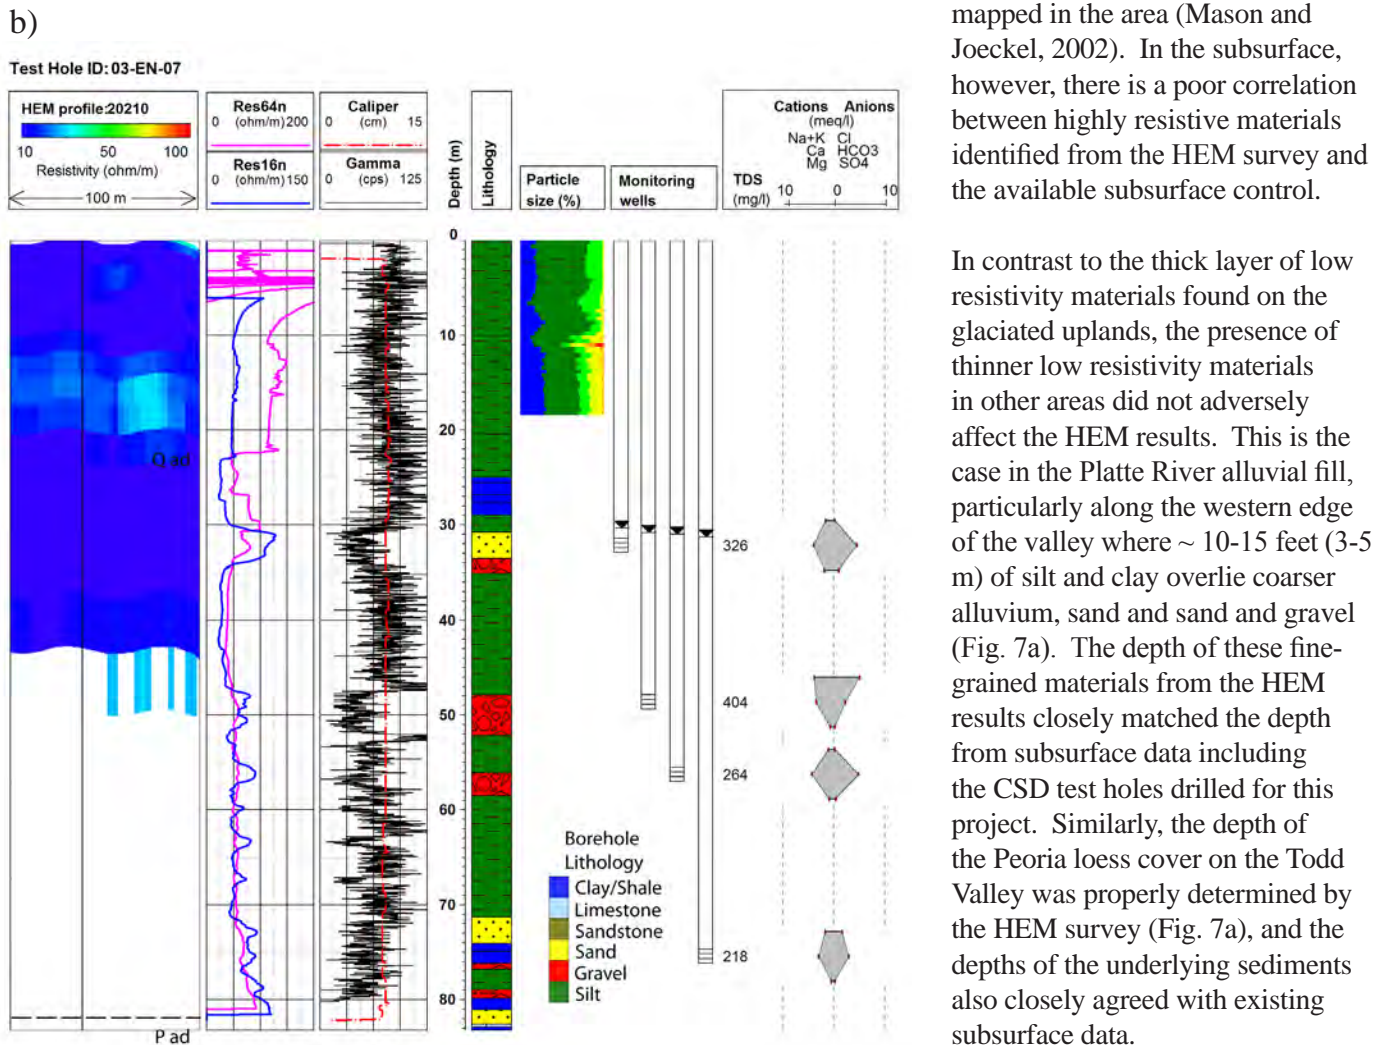 b)
Test Hole ID: 03-EN-07
HEM profile:20210
10 50 100
Resistivity (ohm/m)
100 m
Res64n
0 (ohm/m) 200
Res16n
0 (ohm/m) 150
Caliper
0 (cm) 15
Gamma
0 (cps) 125
Depth (m)
Lithology
Particle
size (%)
Monitoring
wells
TDS
(mg/l)
Cations Anions
(meq/l)
Na+K Cl
Ca HCO3
Mg SO4
10 0 10
0
10
20
30
40
50
60
70
80
Q ad
P ad
326
404
264
218
Borehole
Lithology
Clay/Shale
Limestone
Sandstone
Sand
Gravel
Silt
mapped in the area (Mason and
Joeckel, 2002). In the subsurface,
however, there is a poor correlation
between highly resistive materials
identified from the HEM survey and
the available subsurface control.
In contrast to the thick layer of low
resistivity materials found on the
glaciated uplands, the presence of
thinner low resistivity materials
in other areas did not adversely
affect the HEM results. This is the
case in the Platte River alluvial fill,
particularly along the western edge
of the valley where ~ 10-15 feet (3-5
m) of silt and clay overlie coarser
alluvium, sand and sand and gravel
(Fig. 7a). The depth of these fine-
grained materials from the HEM
results closely matched the depth
from subsurface data including
the CSD test holes drilled for this
project. Similarly, the depth of
the Peoria loess cover on the Todd
Valley was properly determined by
the HEM survey (Fig. 7a), and the
depths of the underlying sediments
also closely agreed with existing
subsurface data.